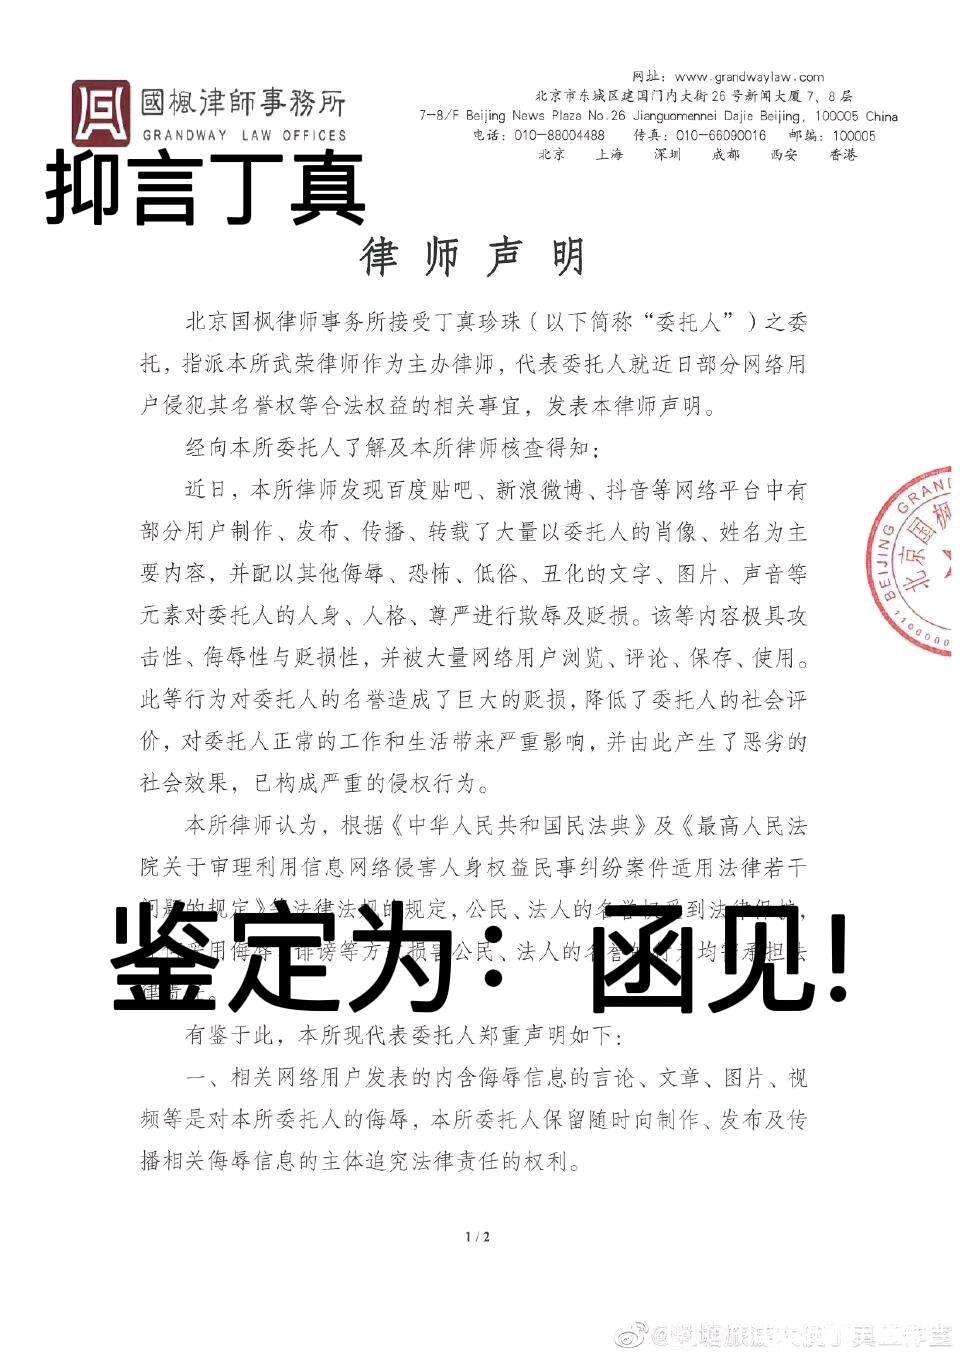 國楓律師事務所
GRANDWAY LAW OFFICES
网址：www.grandwaylaw.com
北京市东城区建国门内大街26号新闻大厦7、8层
7-8/F Beijing News Plaza No.26 Jianguomennei Dajie Beijing, 100005 China
电话：010-88004488 传真：010-66090016 邮编：100005
北京 上海 深圳 成都 西安 香港
抑言丁真
律师声明
北京国枫律师事务所接受丁真珍珠（以下简称“委托人”）之委
托，指派本所武荣律师作为主办律师，代表委托人就近日部分网络用
户侵犯其名誉权等合法权益的相关事宜，发表本律师声明。
经向本所委托人了解及本所律师核查得知：
近日，本所律师发现百度贴吧、新浪微博、抖音等网络平台中有
部分用户制作、发布、传播、转载了大量以委托人的肖像、姓名为主
要内容，并配以其他侮辱、恐怖、低俗、丑化的文字、图片、声音等
元素对委托人的人身、人格、尊严进行欺辱及贬损。该等内容极具攻
击性、侮辱性与贬损性，并被大量网络用户浏览、评论、保存、使用。
此等行为对委托人的名誉造成了巨大的贬损，降低了委托人的社会评
价，对委托人正常的工作和生活带来严重影响，并由此产生了恶劣的
社会效果，已构成严重的侵权行为。
本所律师认为，根据《中华人民共和国民法典》及《最高人民法
院关于审理利用信息网络侵害人身权益民事纠纷案件适用法律若干
的规定》法律法规的规定，公民、法人的名誉权受到法律保护，
用侮辱、诽谤等方损害公民、法人的名誉均承担法
鉴定为：函见!
有鉴于此，本所现代表委托人郑重声明如下：
一、相关网络用户发表的内含侮辱信息的言论、文章、图片、视
频等是对本所委托人的侮辱，本所委托人保留随时向制作、发布及传
播相关侮辱信息的主体追究法律责任的权利。
BEIJING GRAND
北京国枫
1100000
1/2
丁真工作室